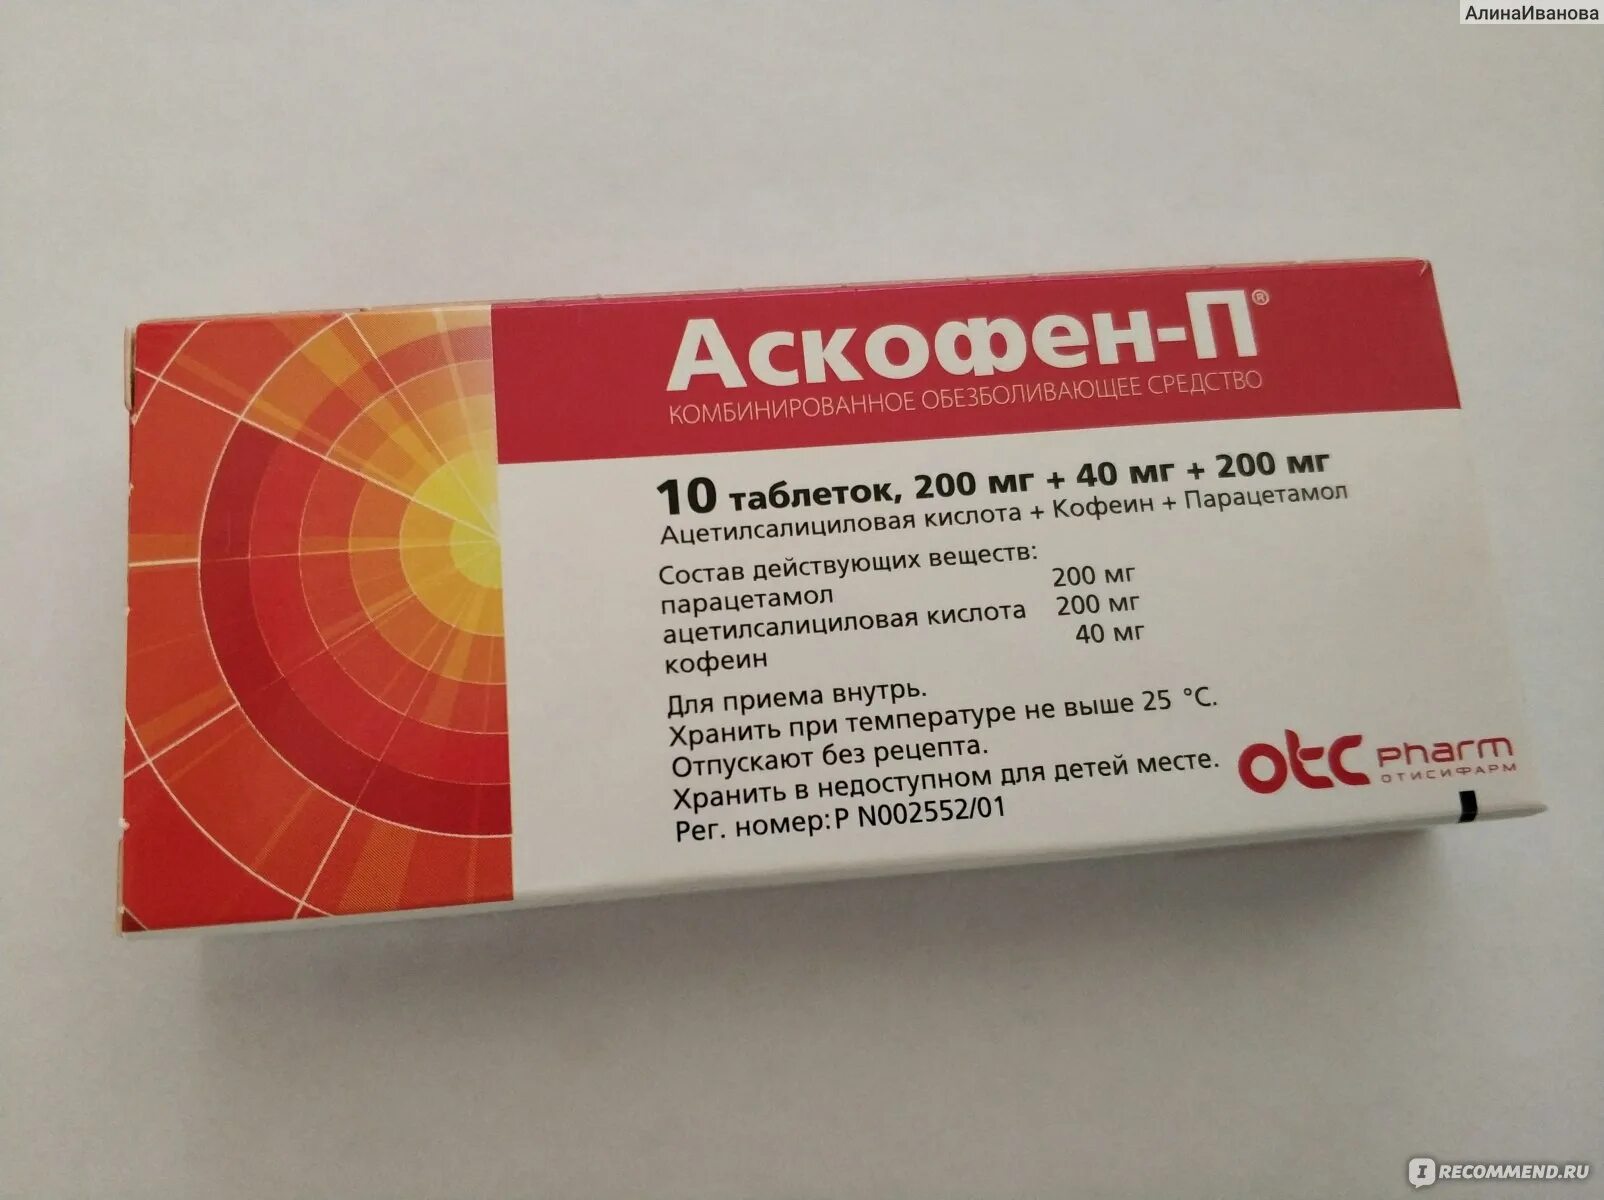 АлинаИванова
Аскофен-П®
КОМБИНИРОВАННОЕ ОБЕЗБОЛИВАЮЩЕЕ СРЕДСТВО
10 таблеток, 200 мг + 40 мг + 200 мг
Ацетилсалициловая кислота + Кофеин + Парацетамол
Состав действующих веществ:
парацетамол 200 мг
ацетилсалициловая кислота 200 мг
кофеин 40 мг
Для приема внутрь.
Хранить при температуре не выше 25 °С.
Отпускают без рецепта.
Хранить в недоступном для детей месте.
Рег. номер: Р N002552/01
otc pharm
ОТИСИФАРМ
IRECOMMEND.RU